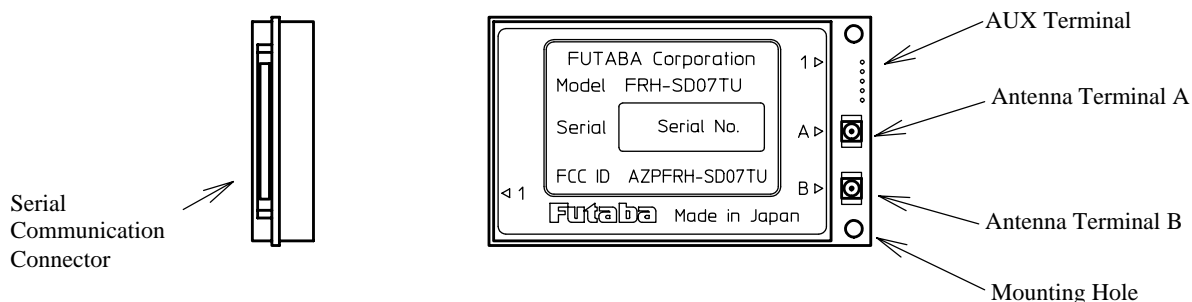 AUX Terminal
FUTABA Corporation
1 ▷
Model FRH-SD07TU
Antenna Terminal A
Serial Serial No.
A ▷
FCC ID AZPFRH-SD07TU
B ▷
◁ 1
Serial
Communication
Connector
Futaba Made in Japan
Antenna Terminal B
Mounting Hole